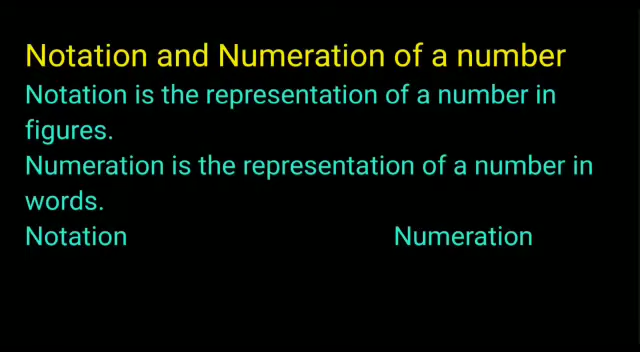 Notation and Numeration of a number
Notation is the representation of a number in
figures.
Numeration is the representation of a number in
words.
Notation Numeration